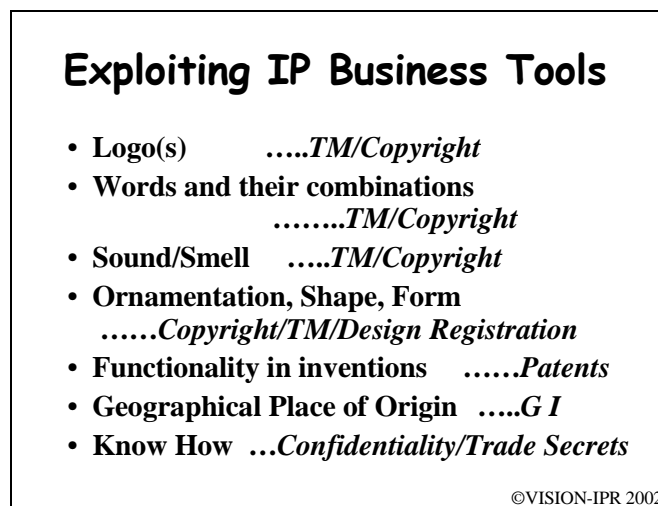 Exploiting IP Business Tools
• Logo(s) …..TM/Copyright
• Words and their combinations
……..TM/Copyright
• Sound/Smell …..TM/Copyright
• Ornamentation, Shape, Form
……Copyright/TM/Design Registration
• Functionality in inventions ……Patents
• Geographical Place of Origin …..G I
• Know How …Confidentiality/Trade Secrets
©VISION-IPR 2002